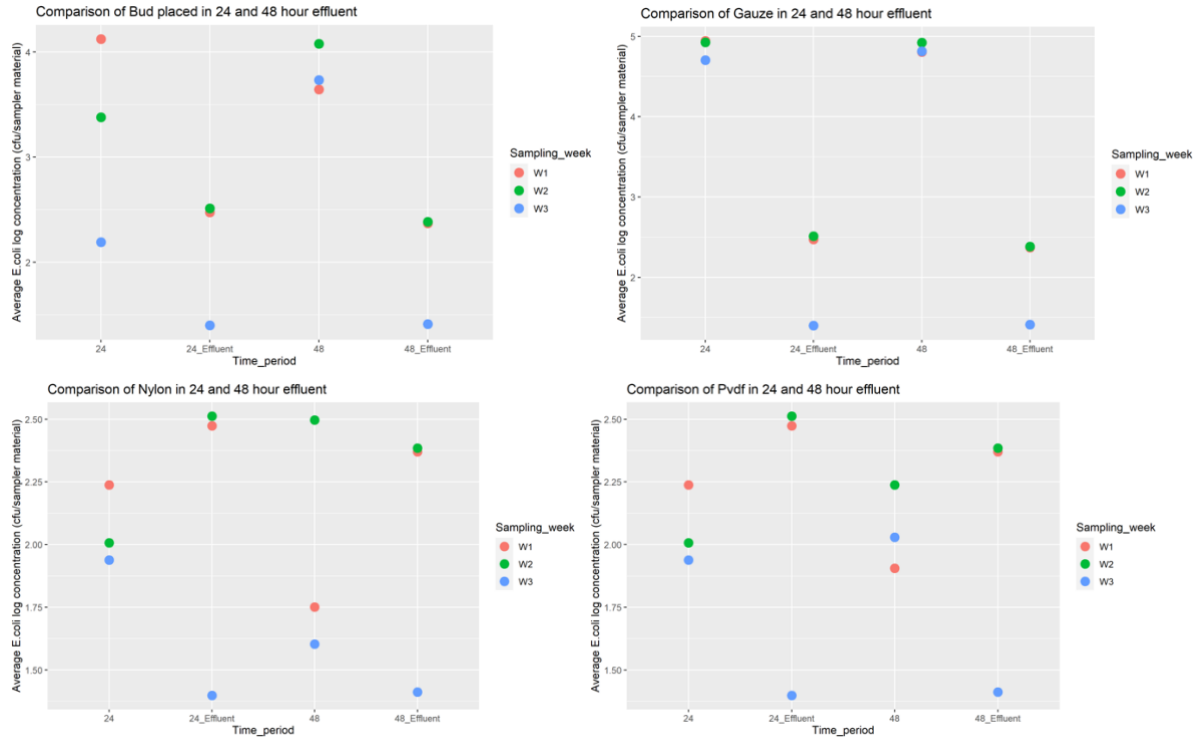 Comparison of Bud placed in 24 and 48 hour effluent
Average E.coli log concentration (cfu/sampler material)
4
3
2
24
24_Effluent
48
48_Effluent
Time_period
Sampling_week
W1
W2
W3
Comparison of Gauze in 24 and 48 hour effluent
Average E.coli log concentration (cfu/sampler material)
5
4
3
2
24
24_Effluent
48
48_Effluent
Time_period
Sampling_week
W1
W2
W3
Comparison of Nylon in 24 and 48 hour effluent
Average E.coli log concentration (cfu/sampler material)
2.50
2.25
2.00
1.75
1.50
24
24_Effluent
48
48_Effluent
Time_period
Sampling_week
W1
W2
W3
Comparison of Pvdf in 24 and 48 hour effluent
Average E.coli log concentration (cfu/sampler material)
2.50
2.25
2.00
1.75
1.50
24
24_Effluent
48
48_Effluent
Time_period
Sampling_week
W1
W2
W3